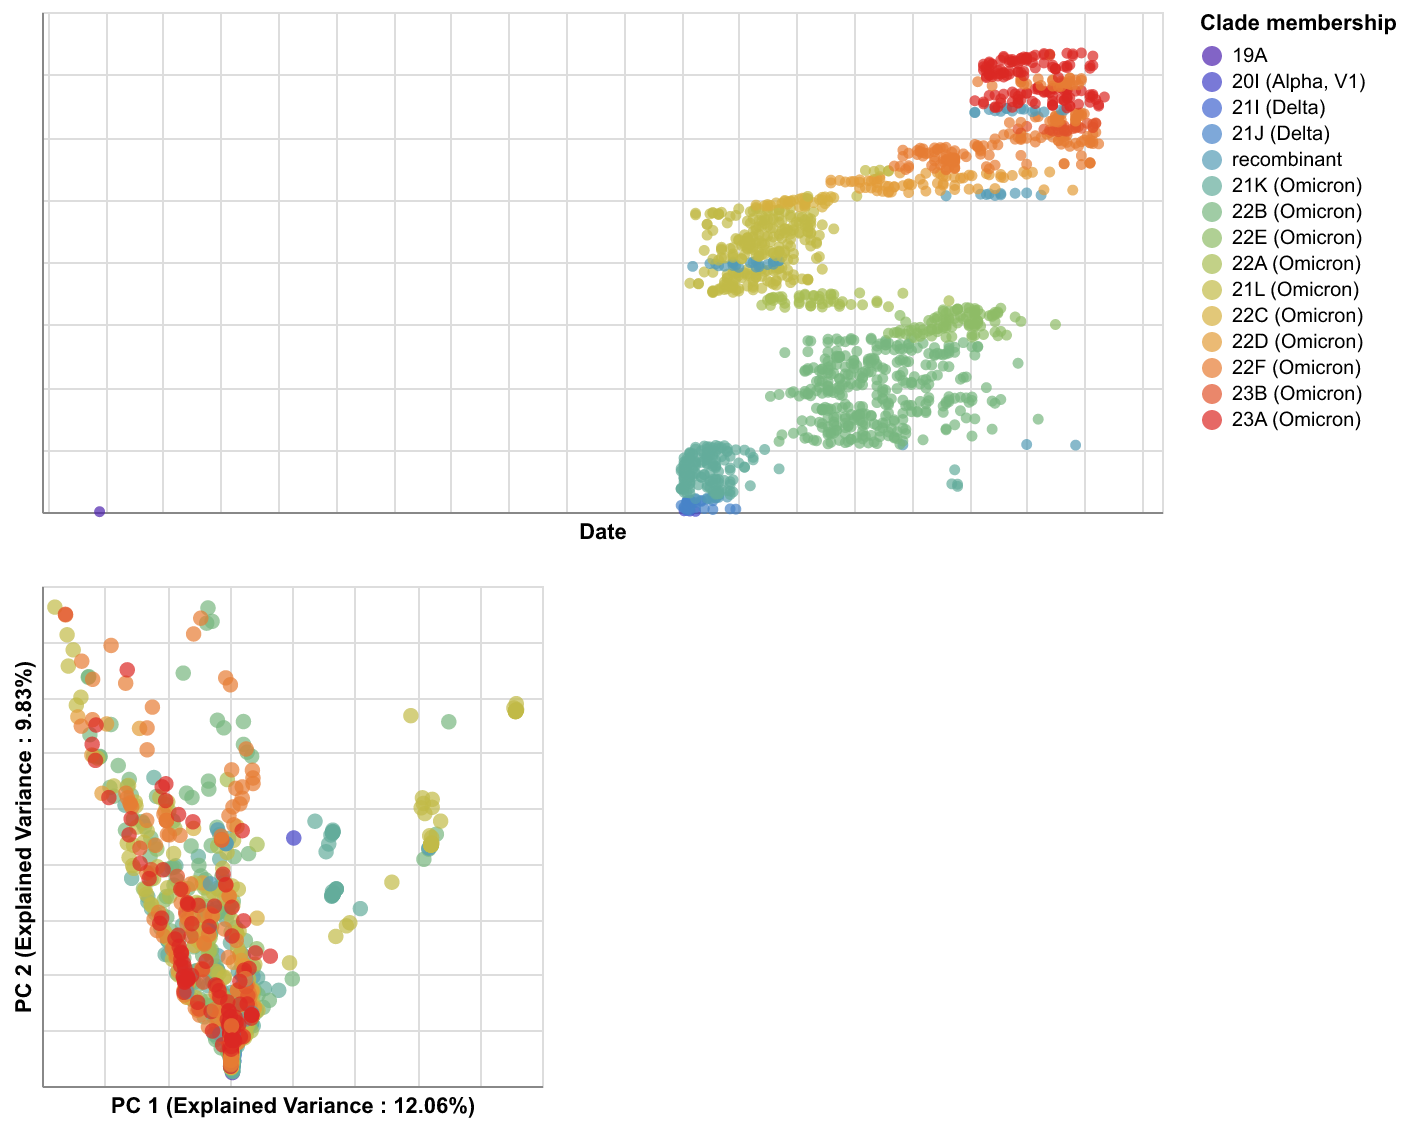 Clade membership
19A
20I (Alpha, V1)
21I (Delta)
21J (Delta)
recombinant
21K (Omicron)
22B (Omicron)
22E (Omicron)
22A (Omicron)
21L (Omicron)
22C (Omicron)
22D (Omicron)
22F (Omicron)
23B (Omicron)
23A (Omicron)
Date
PC 2 (Explained Variance : 9.83%)
PC 1 (Explained Variance : 12.06%)